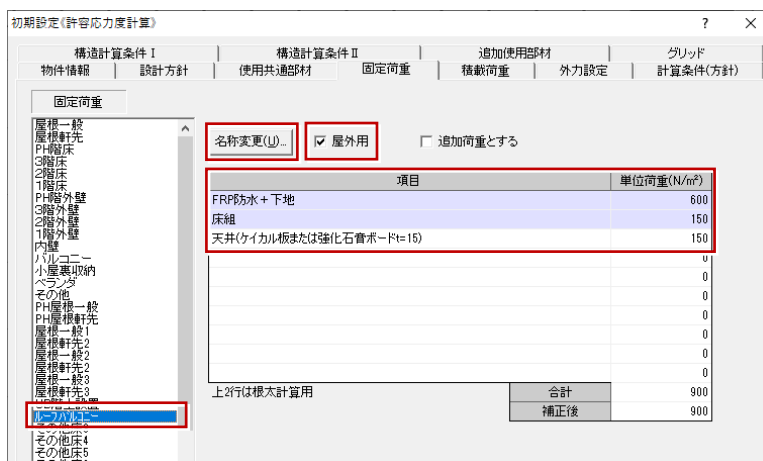 初期設定《許容応力度計算》
?
×
構造計算条件Ⅰ
構造計算条件Ⅱ
追加使用部材
グリッド
物件情報
設計方針
使用共通部材
固定荷重
積載荷重
外力設定
計算条件(方針)
固定荷重
屋根一般
屋根軒先
PH階床
3階床
2階床
1階床
PH階外壁
3階外壁
2階外壁
1階外壁
内壁
バルコニー
小屋裏収納
ベランダ
その他
PH屋根一般
PH屋根軒先
屋根一般1
屋根軒先2
屋根一般2
屋根軒先2
屋根一般3
屋根軒先3
ルーフバルコニー
その他床4
その他床5
名称変更(U)...
屋外用
追加荷重とする
項目 単位荷重(N/m²)
FRP防水+下地 600
床組 150
天井(ケイカル板または強化石膏ボードt=15) 150
0
0
0
0
0
0
0
上2行は根太計算用
合計 900
補正後 900